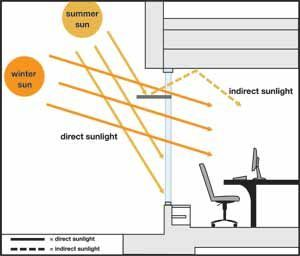 summer
sun
winter
sun
indirect sunlight
direct sunlight
= direct sunlight
= indirect sunlight